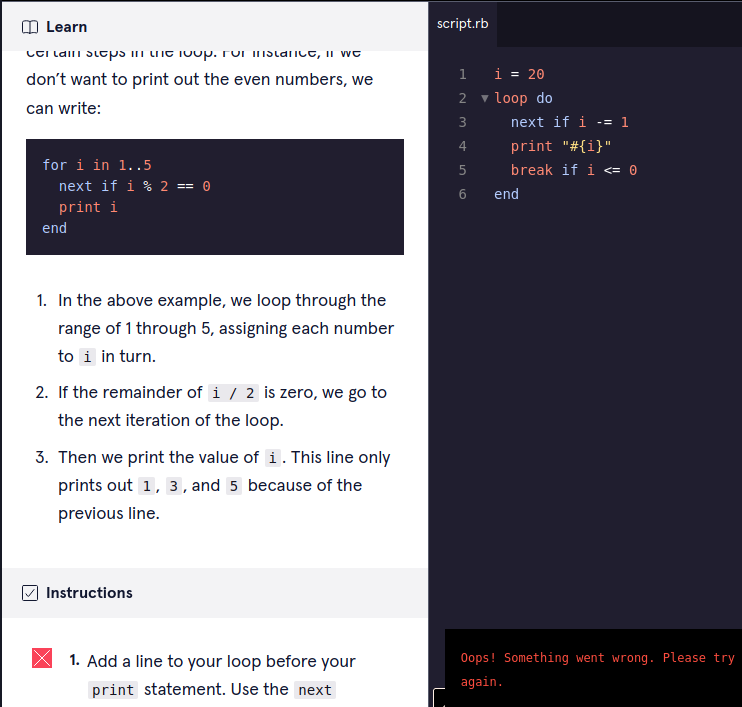 Learn
certain steps in the loop. For instance, if we
don’t want to print out the even numbers, we
can write:
for i in 1..5
  next if i % 2 == 0
  print i
end
1. In the above example, we loop through the
range of 1 through 5, assigning each number
to i in turn.
2. If the remainder of i / 2 is zero, we go to
the next iteration of the loop.
3. Then we print the value of i. This line only
prints out 1, 3, and 5 because of the
previous line.
Instructions
1. Add a line to your loop before your
print statement. Use the next
script.rb
1 i = 20
2 loop do
3   next if i -= 1
4   print "#{i}"
5   break if i <= 0
6 end
Oops! Something went wrong. Please try
again.